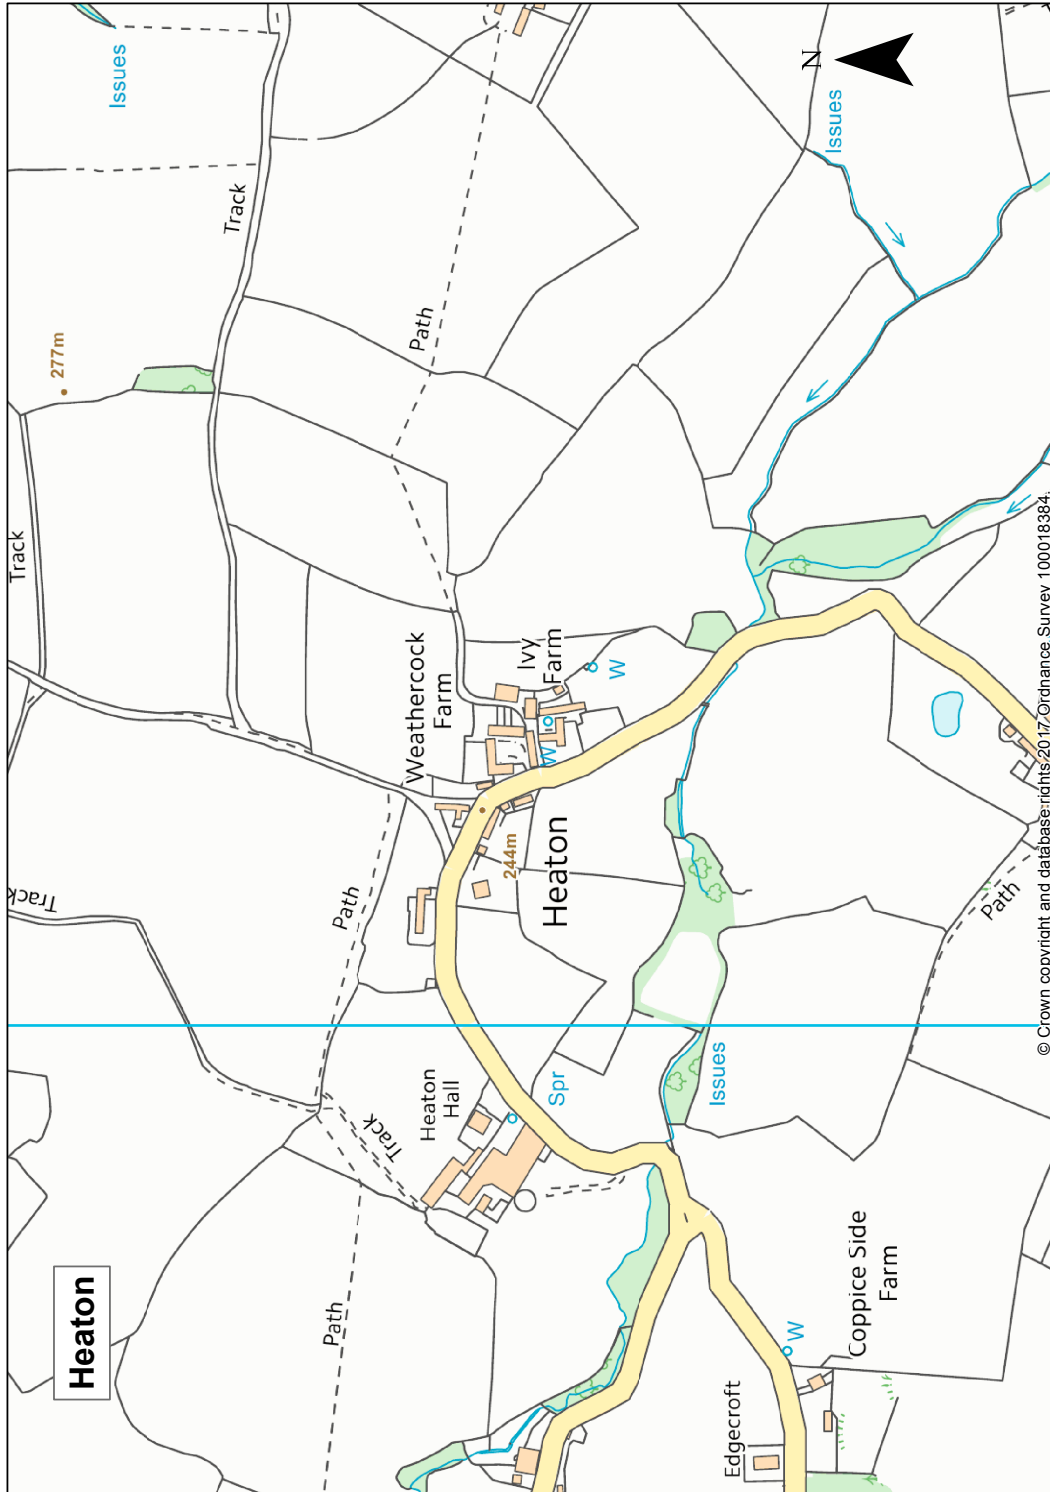 Heaton
Track
Track
Track
Path
Path
Track
Heaton
Hall
Spr
Issues
Edgecroft
W
Coppice Side
Farm
Path
Weathercock
Farm
244m
Heaton
W
W
Ivy
Farm
277m
Path
Track
Issues
Issues
N
© Crown copyright and database rights 2017 Ordnance Survey 100018384.